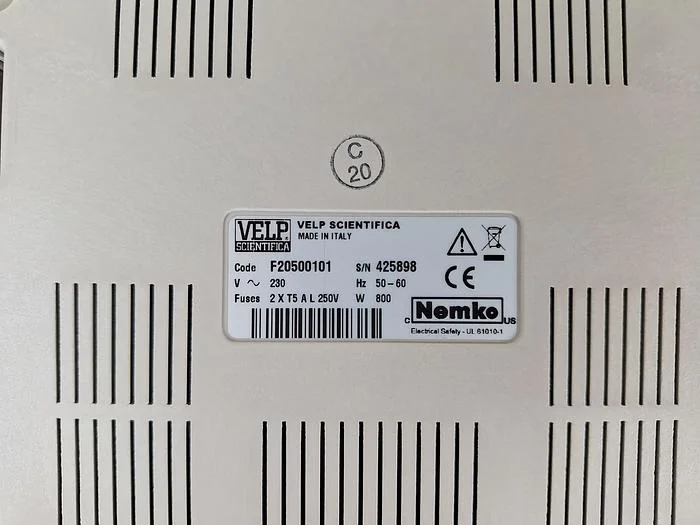 C
20
VELP
SCIENTIFICA
VELP SCIENTIFICA
MADE IN ITALY
Code F20500101 S/N 425898
V ~ 230 Hz 50-60
Fuses 2 X T5 A L 250V W 800
CE
C Nemko US
Electrical Safety - UL 61010-1